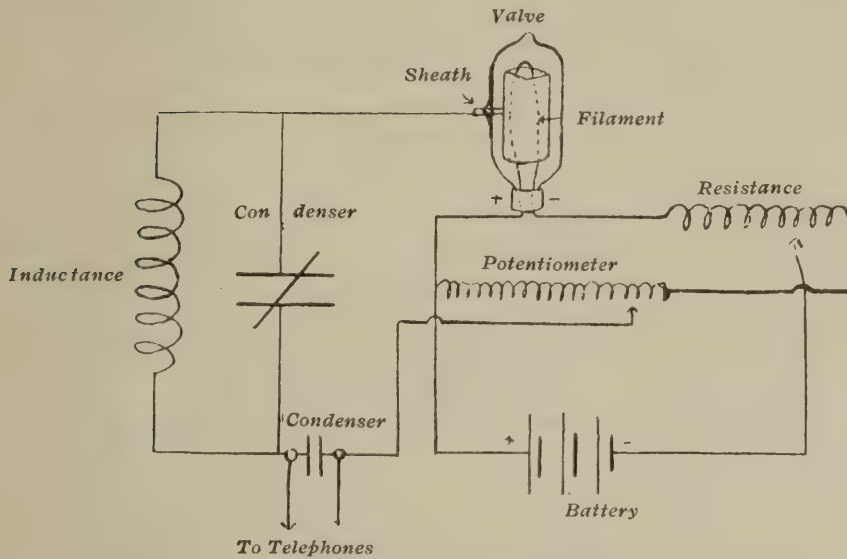 Valve
Sheath
Filament
+ -
Resistance
Con denser
Potentiometer
Inductance
Condenser
+ -
Battery
To Telephones